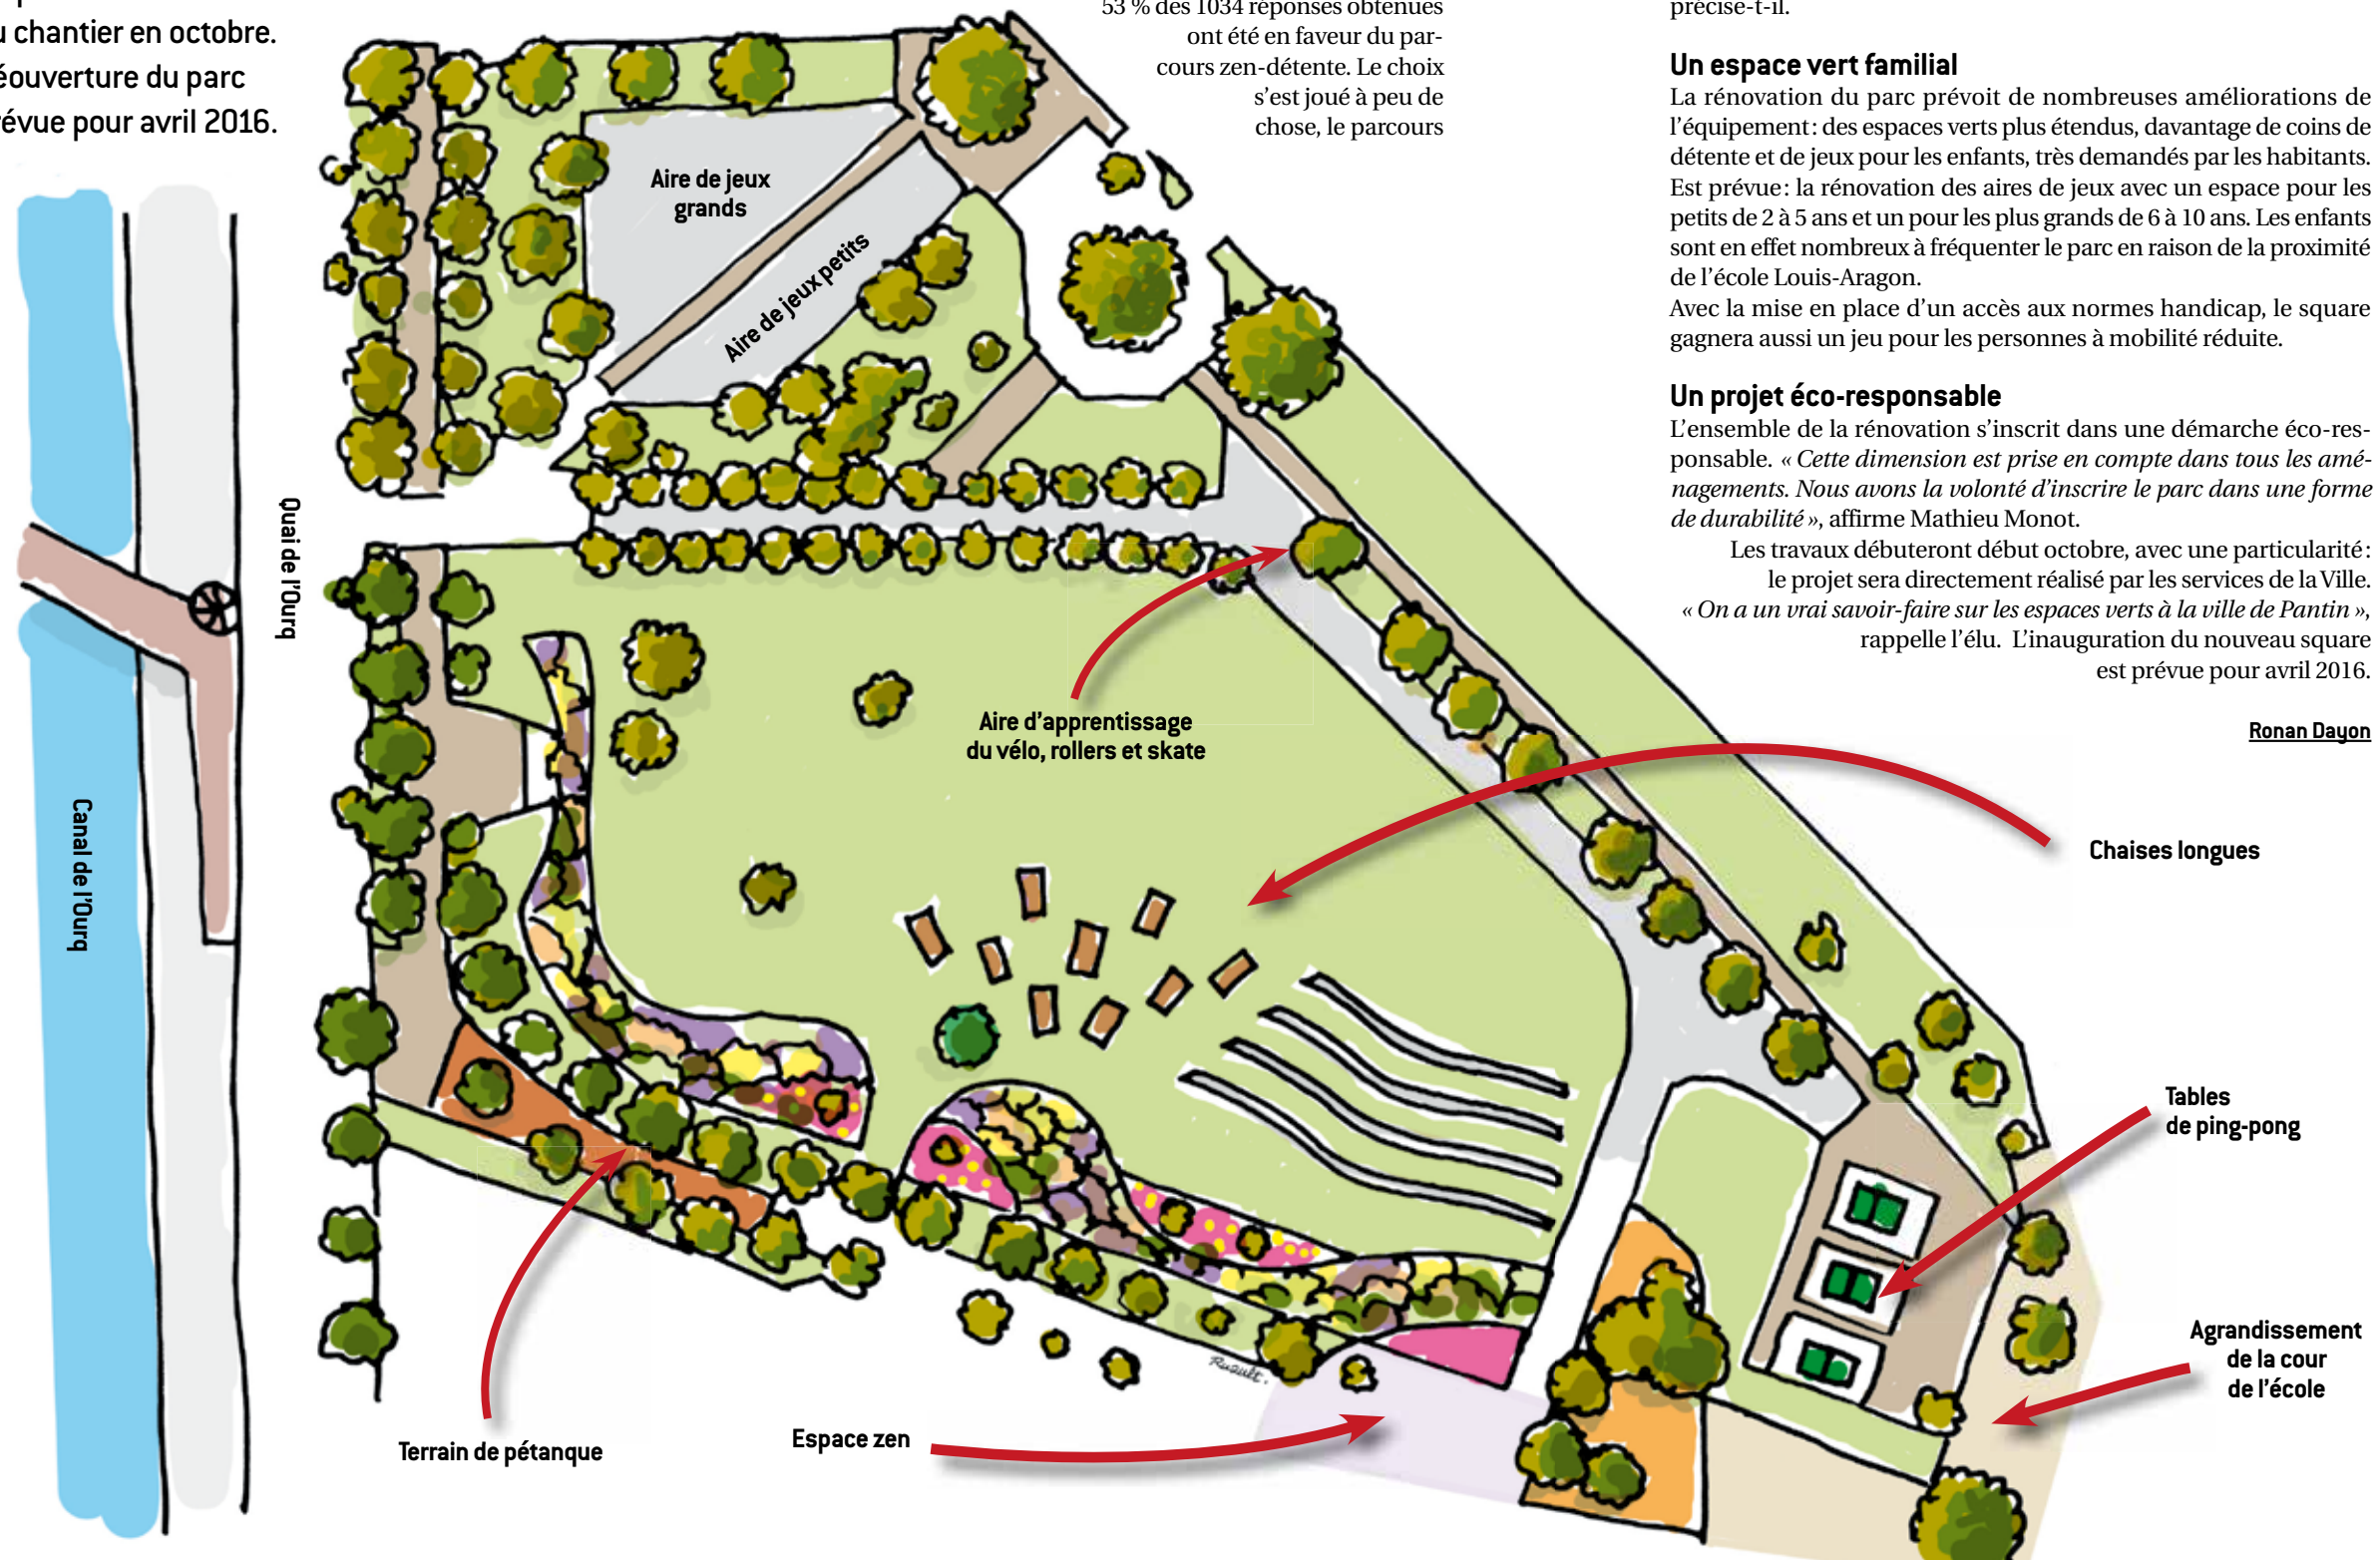 u chantier en octobre.
éouverture du parc
révue pour avril 2016.
53 % des 1034 réponses obtenues
ont été en faveur du par-
cours zen-détente. Le choix
s'est joué à peu de
chose, le parcours
précise-t-il.
Un espace vert familial
La rénovation du parc prévoit de nombreuses améliorations de
l'équipement : des espaces verts plus étendus, davantage de coins de
détente et de jeux pour les enfants, très demandés par les habitants.
Est prévue : la rénovation des aires de jeux avec un espace pour les
petits de 2 à 5 ans et un pour les plus grands de 6 à 10 ans. Les enfants
sont en effet nombreux à fréquenter le parc en raison de la proximité
de l'école Louis-Aragon.
Avec la mise en place d'un accès aux normes handicap, le square
gagnera aussi un jeu pour les personnes à mobilité réduite.
Un projet éco-responsable
L'ensemble de la rénovation s'inscrit dans une démarche éco-res-
ponsable. « Cette dimension est prise en compte dans tous les amé-
nagements. Nous avons la volonté d'inscrire le parc dans une forme
de durabilité », affirme Mathieu Monot.
Les travaux débuteront début octobre, avec une particularité :
le projet sera directement réalisé par les services de la Ville.
« On a un vrai savoir-faire sur les espaces verts à la ville de Pantin »,
rappelle l'élu. L'inauguration du nouveau square
est prévue pour avril 2016.
Ronan Dayon
Aire de jeux
grands
Aire de jeux petits
Quai de l'Ourq
Canal de l'Ourq
Aire d'apprentissage
du vélo, rollers et skate
Chaises longues
Tables
de ping-pong
Agrandissement
de la cour
de l'école
Terrain de pétanque
Espace zen